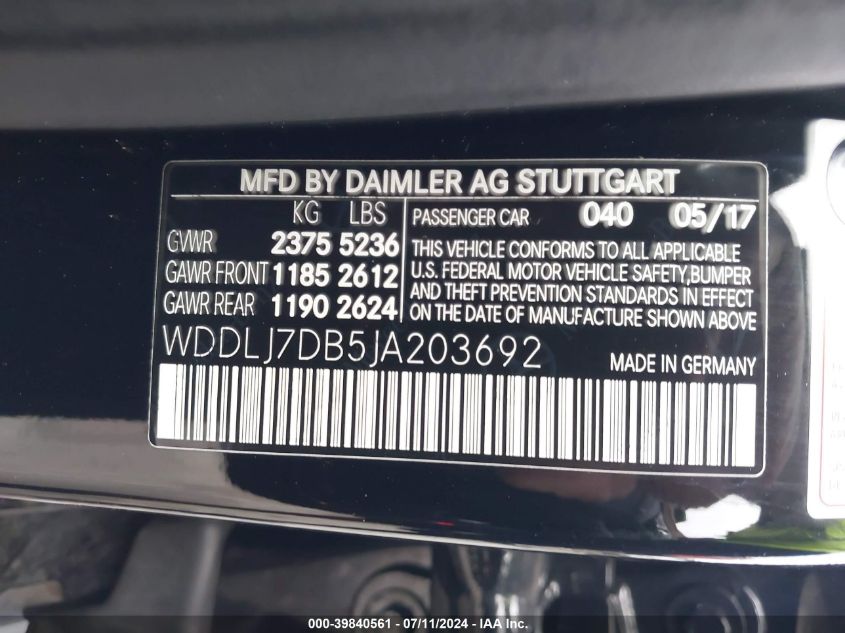 MFD BY DAIMLER AG STUTTGART
KG LBS
GVWR 2375 5236
GAWR FRONT 1185 2612
GAWR REAR 1190 2624
PASSENGER CAR 040 05/17
THIS VEHICLE CONFORMS TO ALL APPLICABLE
U.S. FEDERAL MOTOR VEHICLE SAFETY,BUMPER
AND THEFT PREVENTION STANDARDS IN EFFECT
ON THE DATE OF MANUFACTURE SHOWN ABOVE
WDDLJ7DB5JA203692
MADE IN GERMANY
000-39840561 - 07/11/2024 - IAA Inc.